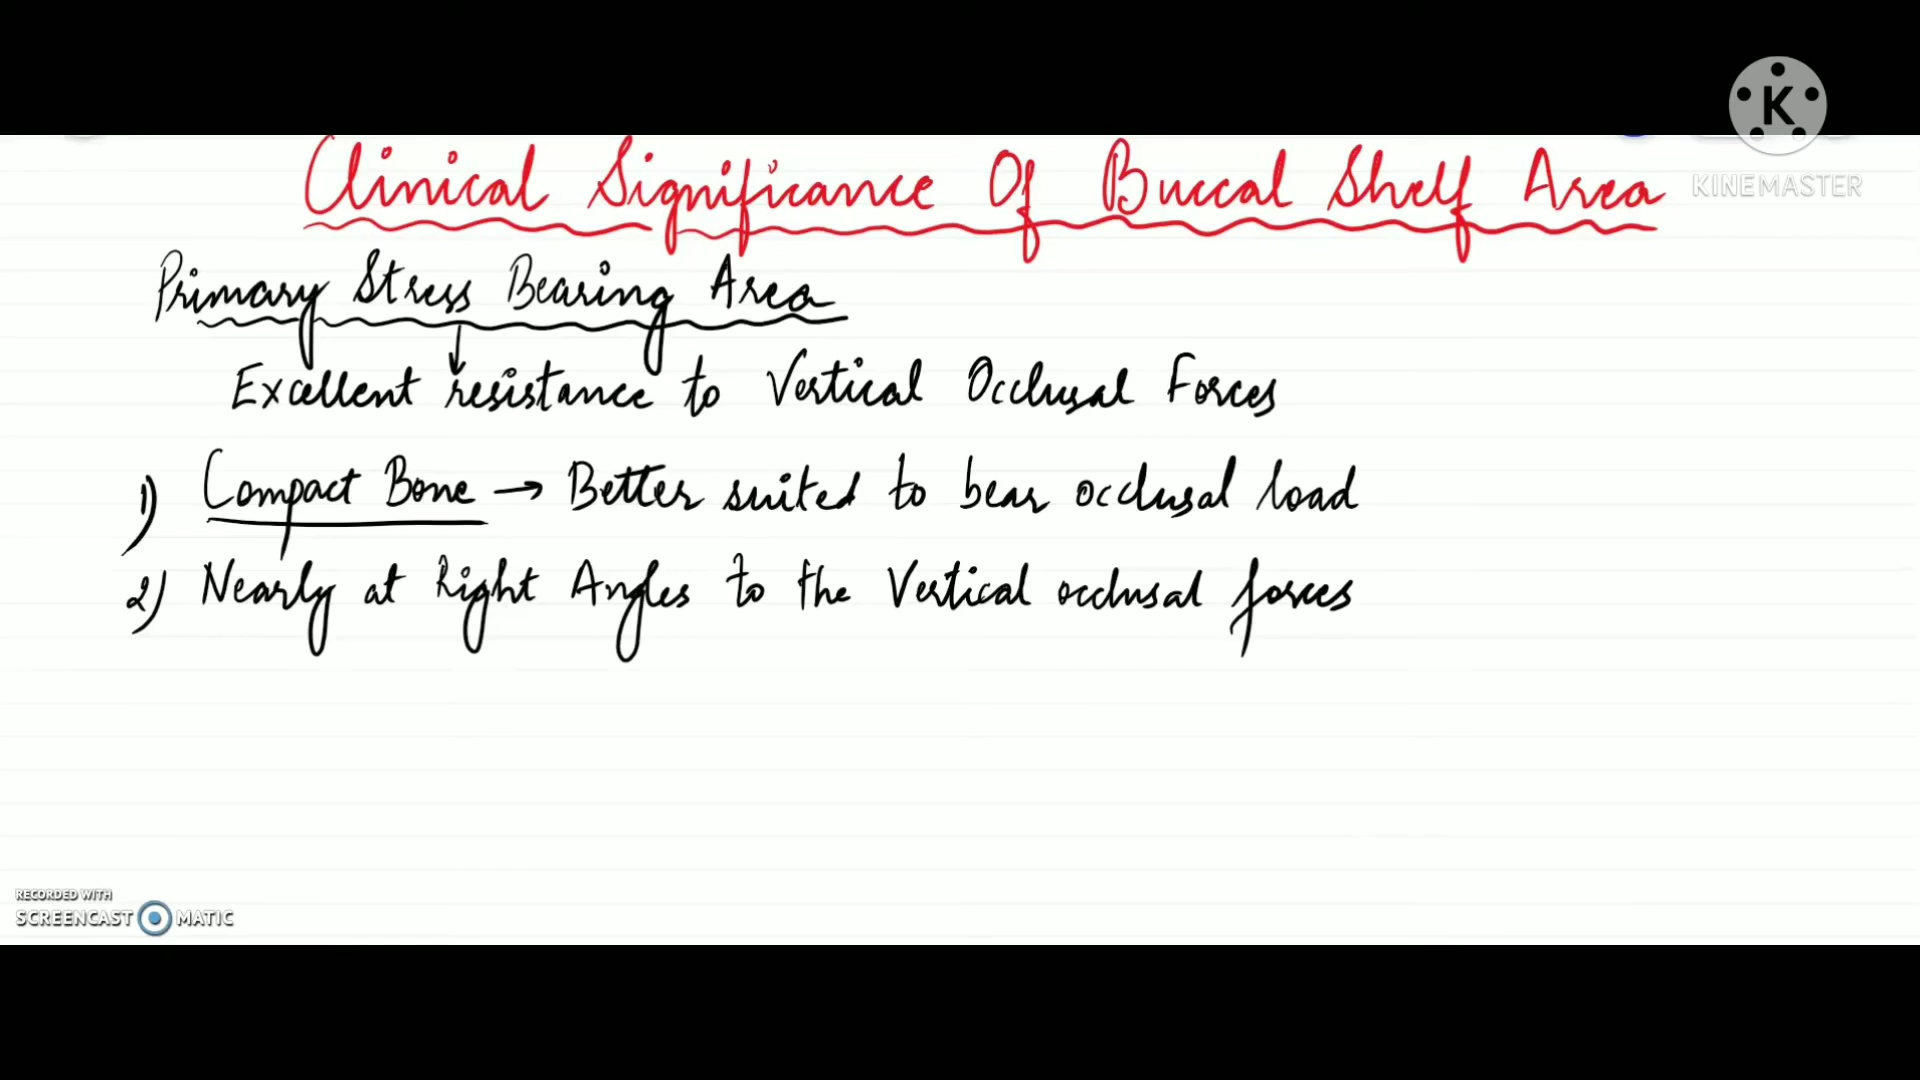 K
KINEMASTER
Clinical Significance Of Buccal Shelf Area
Primary Stress Bearing Area
↓
Excellent resistance to Vertical Occlusal Forces
1) Compact Bone → Better suited to bear occlusal load
2) Nearly at Right Angles to the Vertical occlusal forces
RECORDED WITH
SCREENCAST MATIC